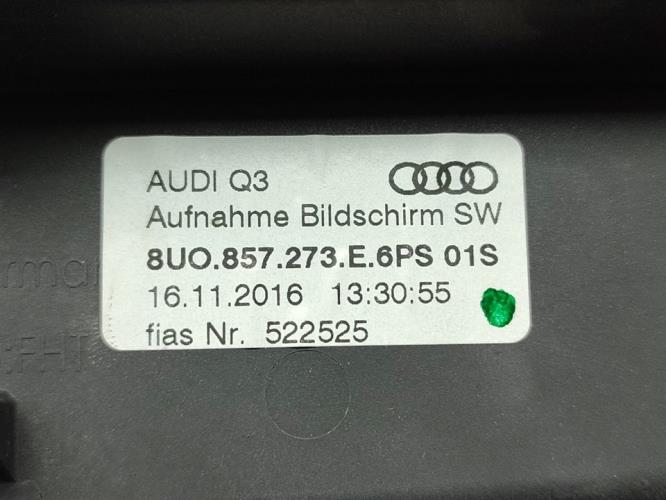 AUDI Q3
Aufnahme Bildschirm SW
8UO.857.273.E.6PS 01S
16.11.2016 13:30:55
fias Nr. 522525